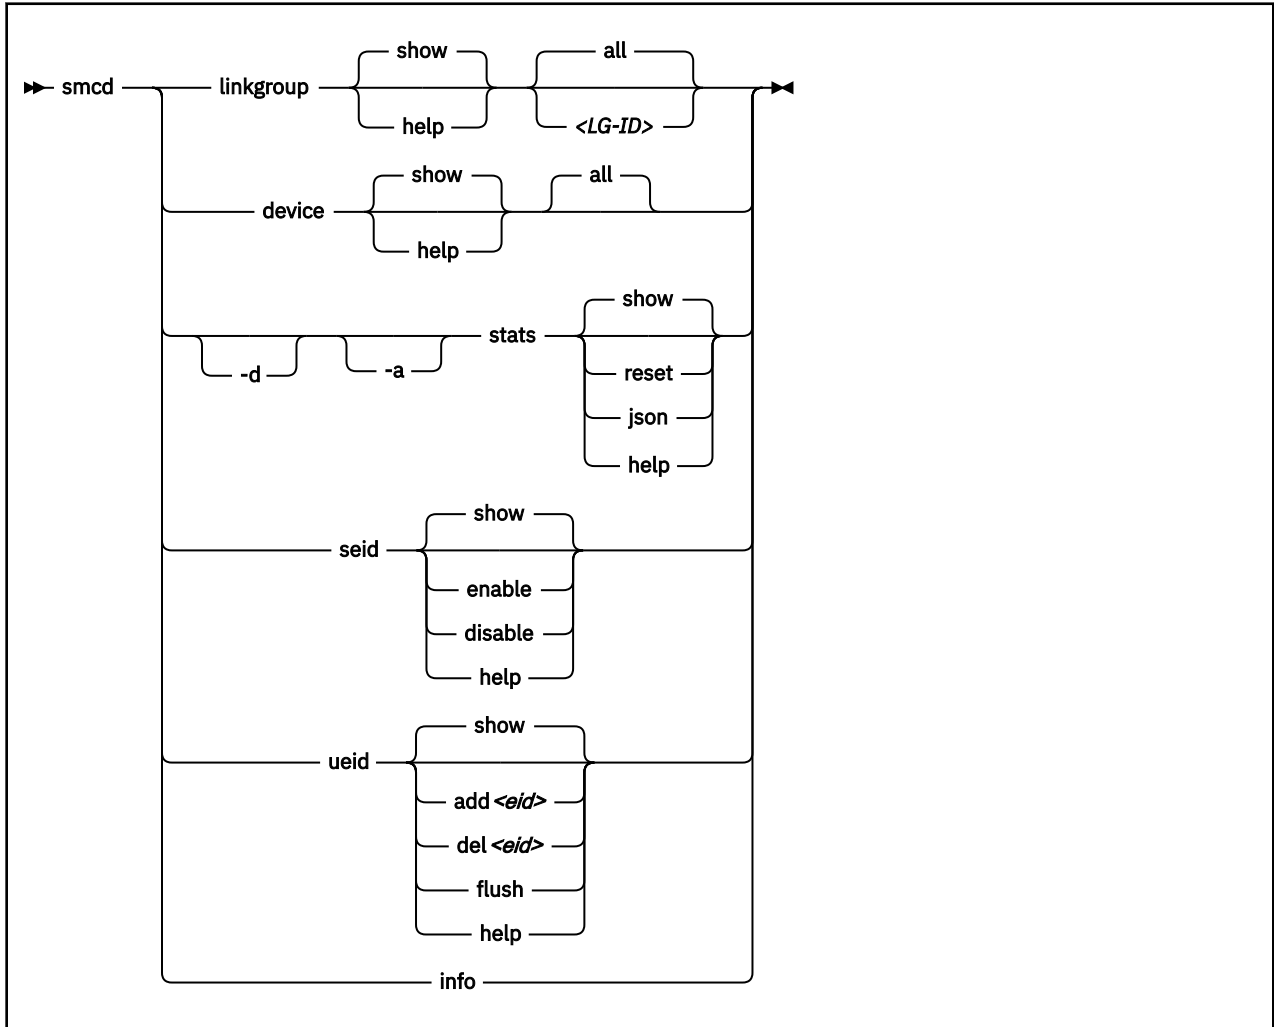 show all
smcd linkgroup
help <LG-ID>
show all
device
help
show
stats
-d -a reset
json
help
show
seid
enable
disable
help
show
ueid
add <eid>
del <eid>
flush
help
info